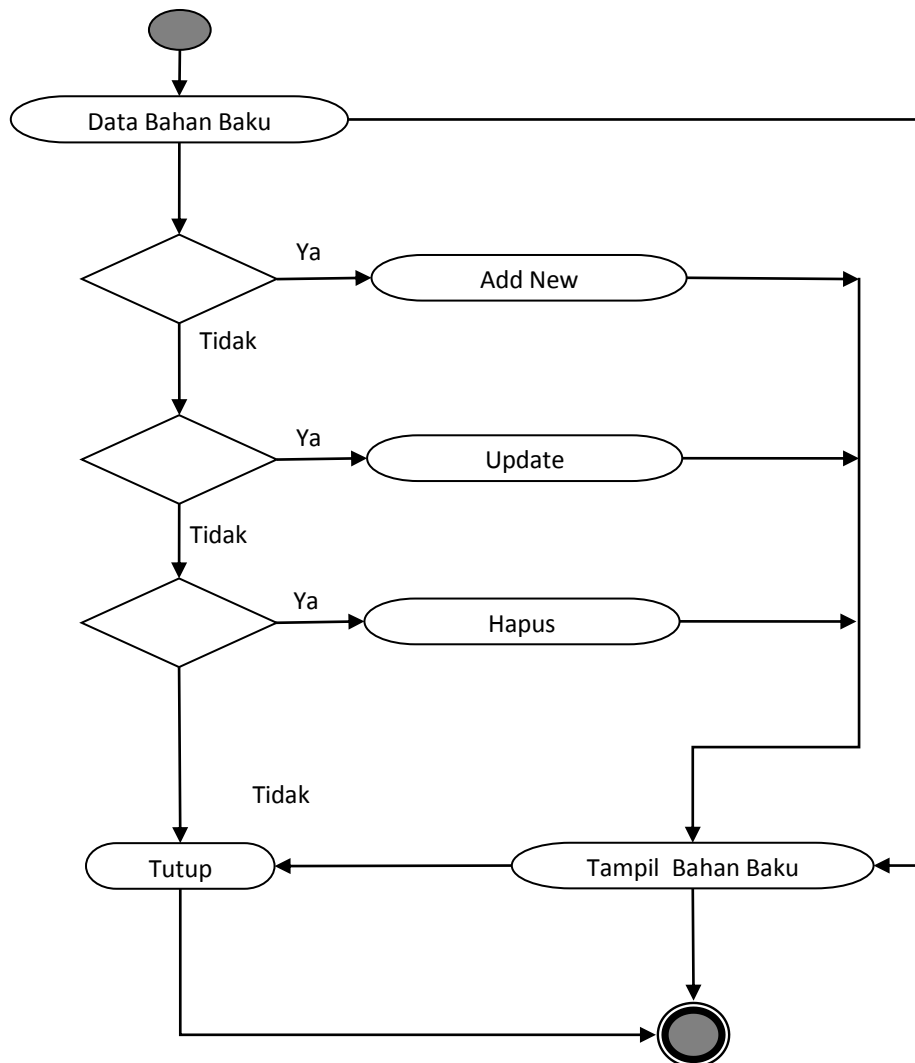 Data Bahan Baku
Ya
Add New
Tidak
Ya
Update
Tidak
Ya
Hapus
Tidak
Tutup
Tampil  Bahan Baku